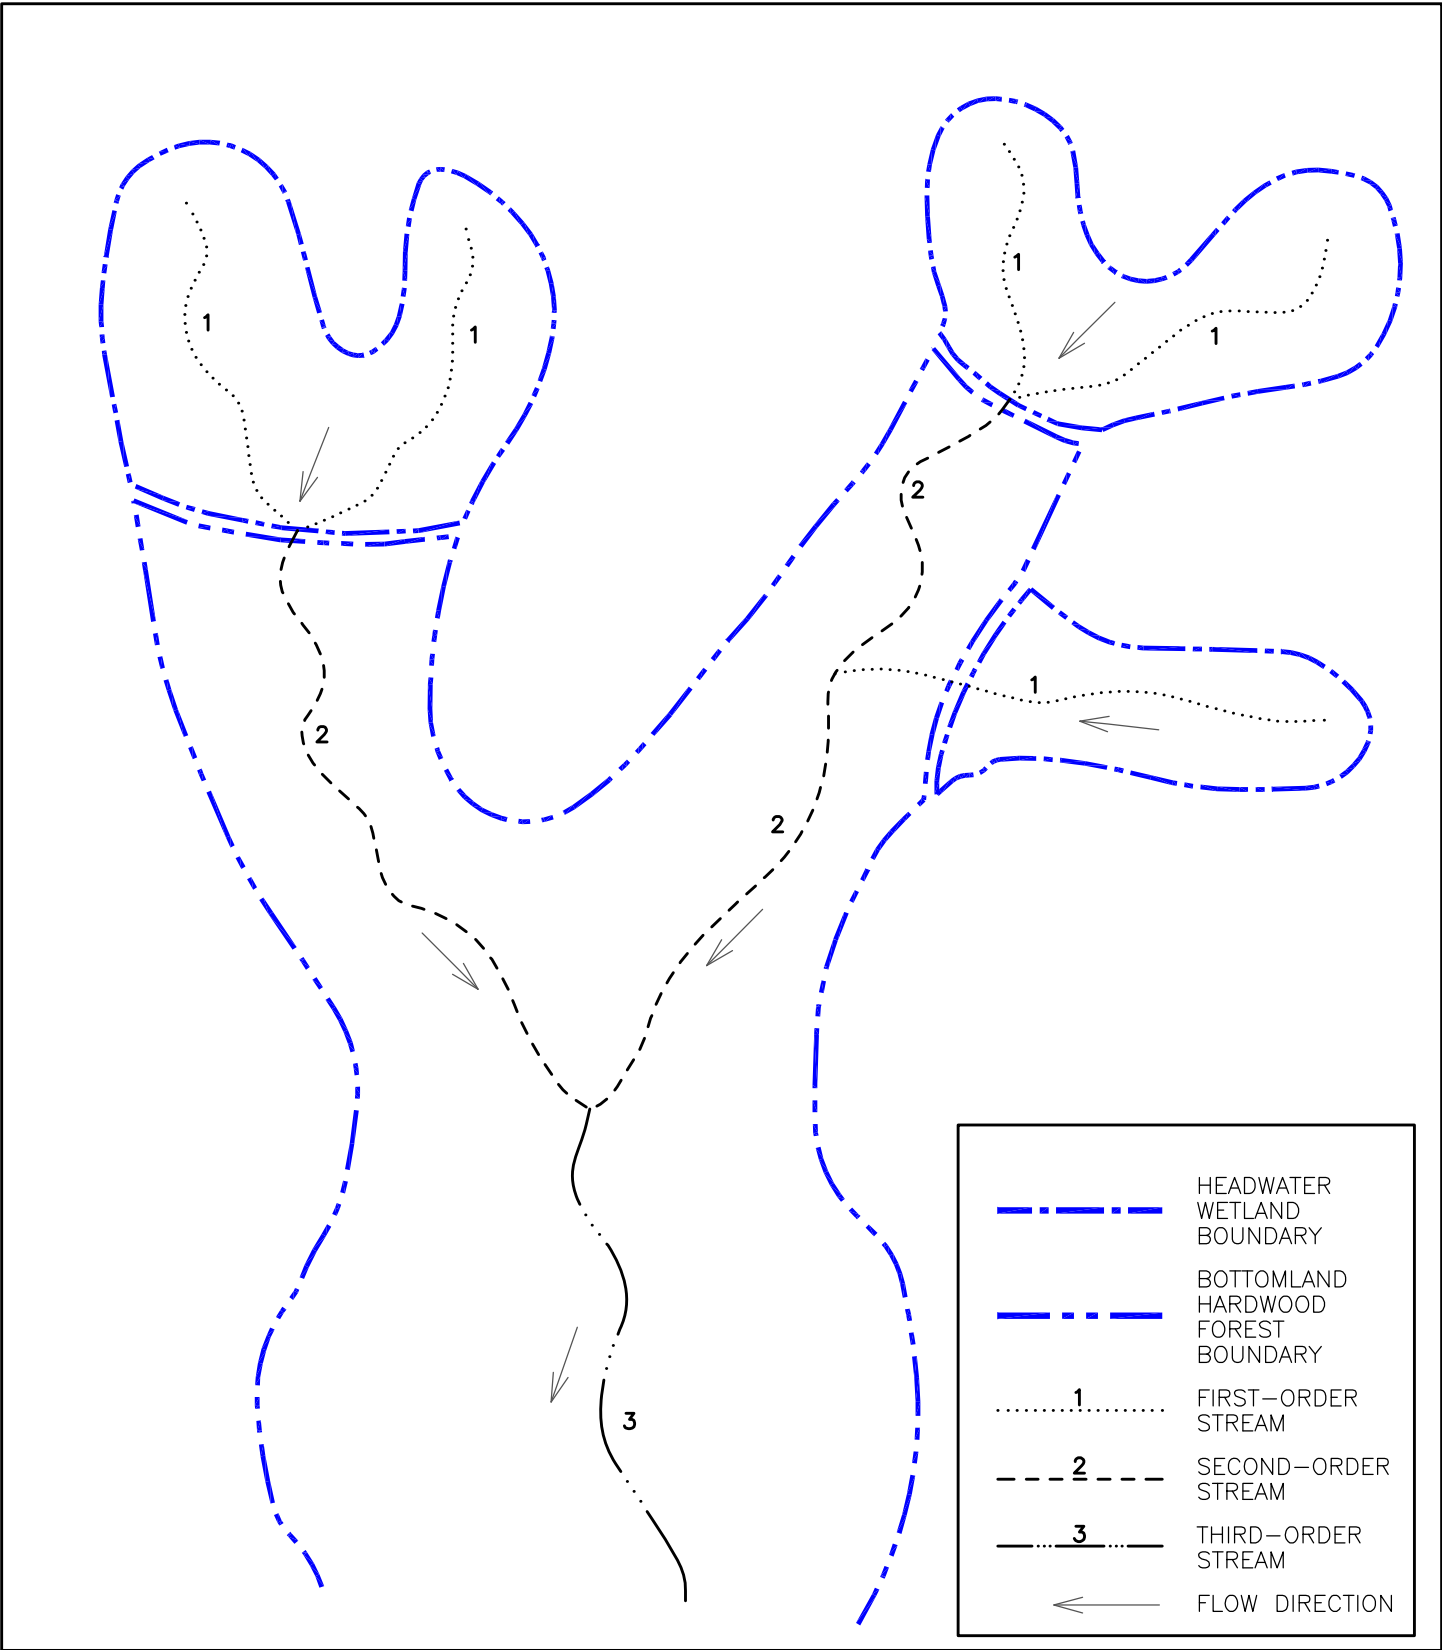 1
1
1
1
2
1
2
2
3
HEADWATER
WETLAND
BOUNDARY
BOTTOMLAND
HARDWOOD
FOREST
BOUNDARY
1
FIRST-ORDER
STREAM
2
SECOND-ORDER
STREAM
3
THIRD-ORDER
STREAM
FLOW DIRECTION